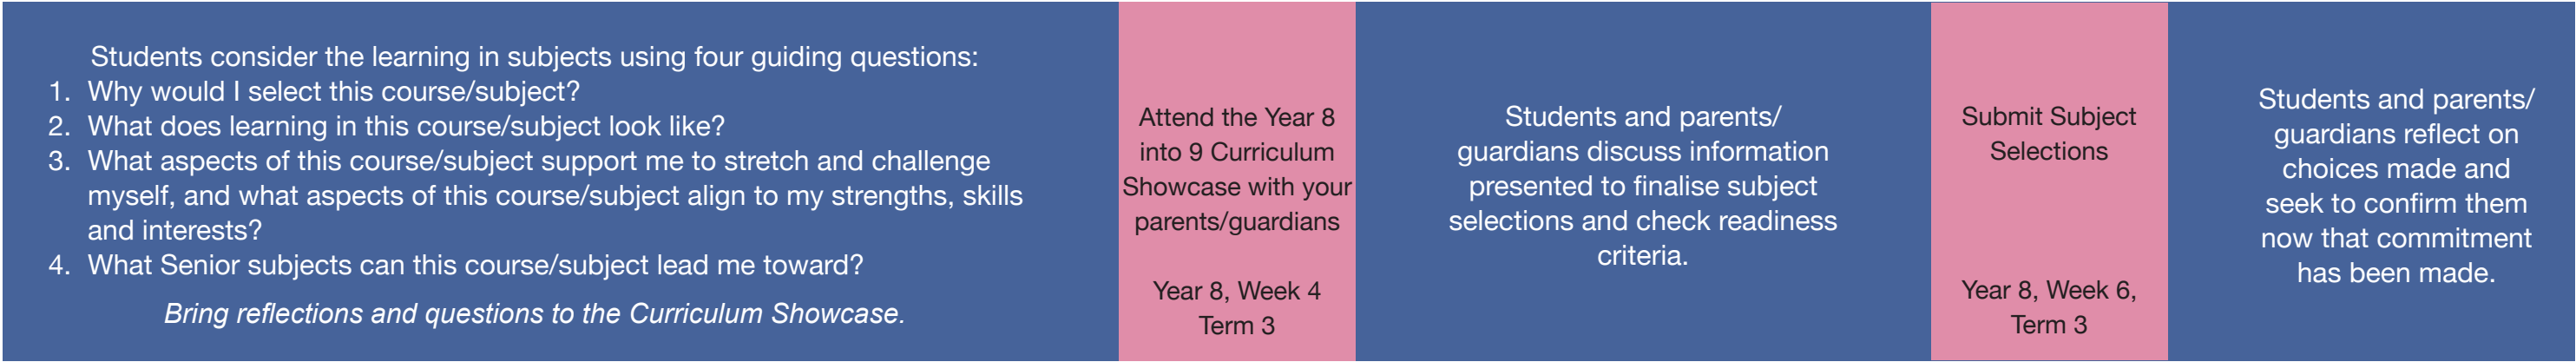 Students consider the learning in subjects using four guiding questions:
1. Why would I select this course/subject?
2. What does learning in this course/subject look like?
3. What aspects of this course/subject support me to stretch and challenge
myself, and what aspects of this course/subject align to my strengths, skills
and interests?
4. What Senior subjects can this course/subject lead me toward?
Bring reflections and questions to the Curriculum Showcase.
Attend the Year 8
into 9 Curriculum
Showcase with your
parents/guardians
Year 8, Week 4
Term 3
Students and parents/
guardians discuss information
presented to finalise subject
selections and check readiness
criteria.
Submit Subject
Selections
Year 8, Week 6,
Term 3
Students and parents/
guardians reflect on
choices made and
seek to confirm them
now that commitment
has been made.